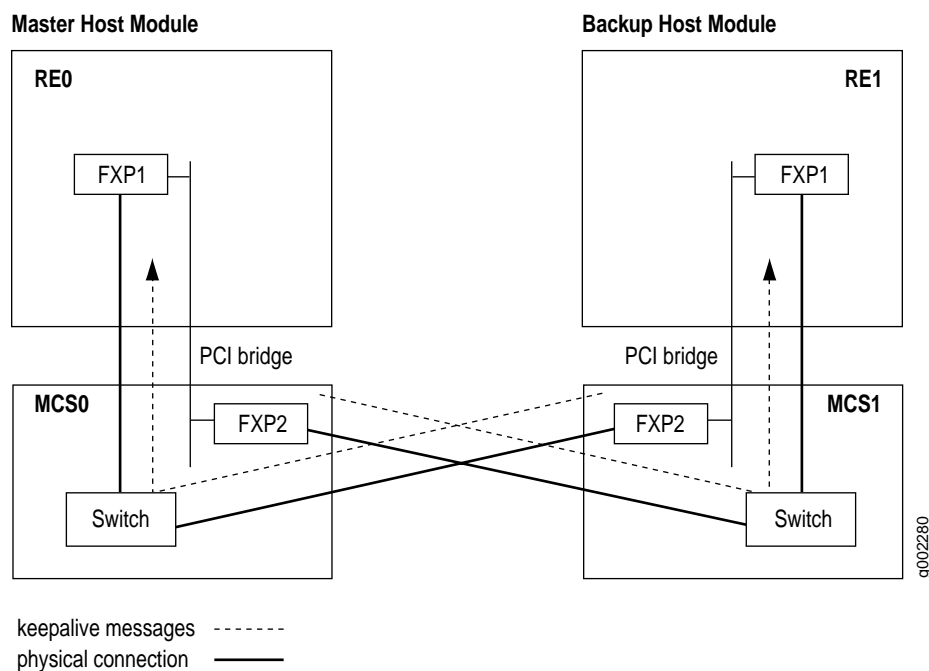 Master Host Module
Backup Host Module
RE0
RE1
FXP1
FXP1
PCI bridge
PCI bridge
MCS0
MCS1
FXP2
FXP2
Switch
Switch
g002280
keepalive messages
physical connection